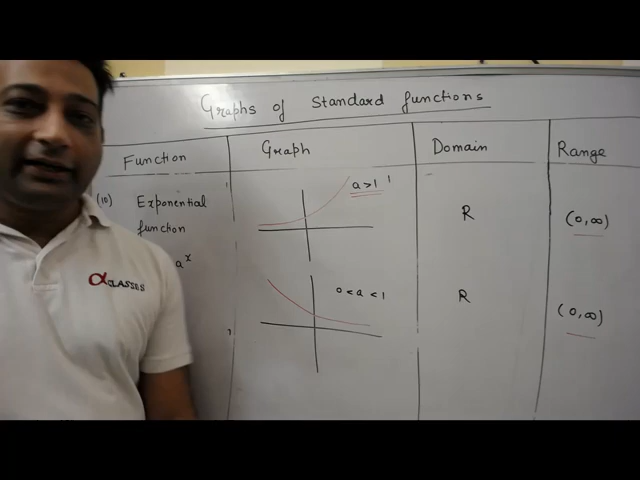 Graphs of Standard functions
Function Graph Domain Range
(10) Exponential function
a^x
a>1
R
(0,∞)
0<a<1
R
(0,∞)
αCLASSES